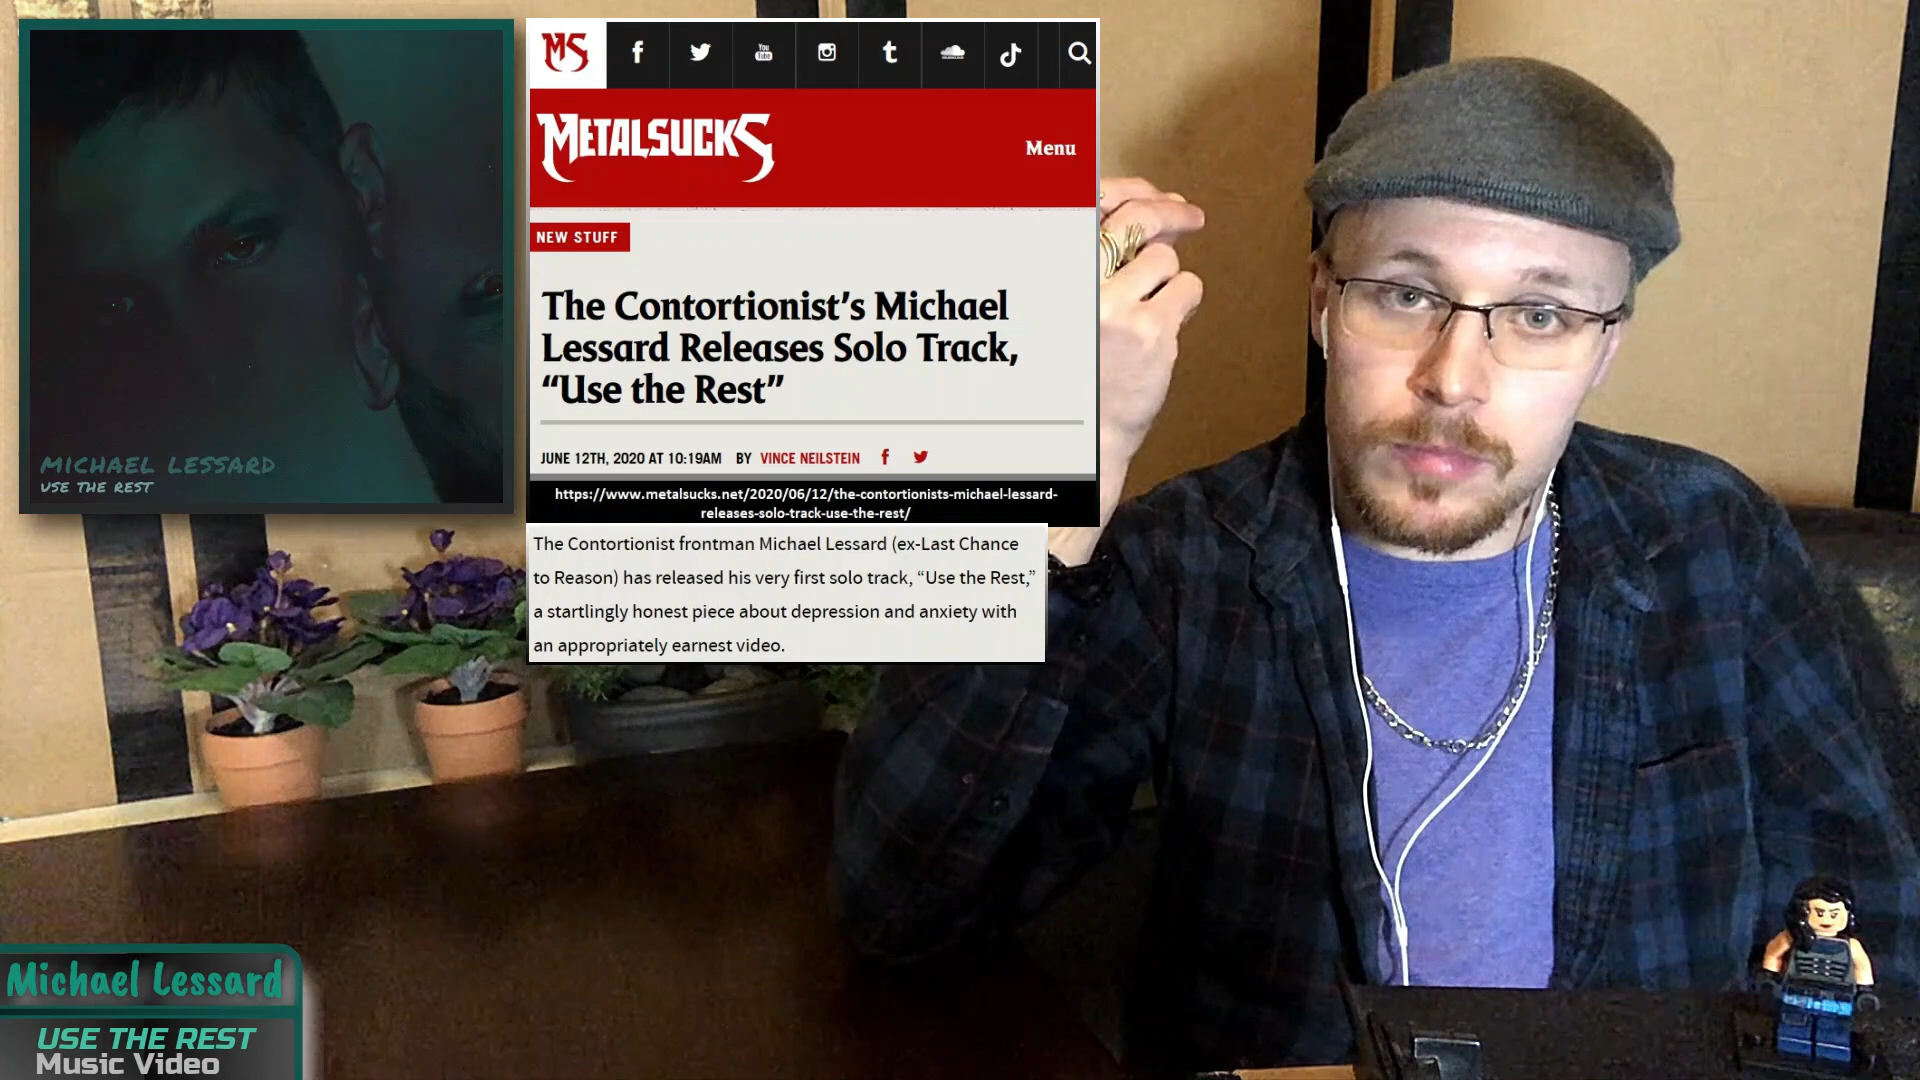 MICHAEL LESSARD
USE THE REST
MS
You
Tube
METALSUCKS
Menu
NEW STUFF
The Contortionist's Michael
Lessard Releases Solo Track,
“Use the Rest”
JUNE 12TH, 2020 AT 10:19AM BY VINCE NEILSTEIN
https://www.metalsucks.net/2020/06/12/the-contortionists-michael-lessard-
releases-solo-track-use-the-rest/
The Contortionist frontman Michael Lessard (ex-Last Chance
to Reason) has released his very first solo track, “Use the Rest,”
a startlingly honest piece about depression and anxiety with
an appropriately earnest video.
Michael Lessard
USE THE REST
Music Video